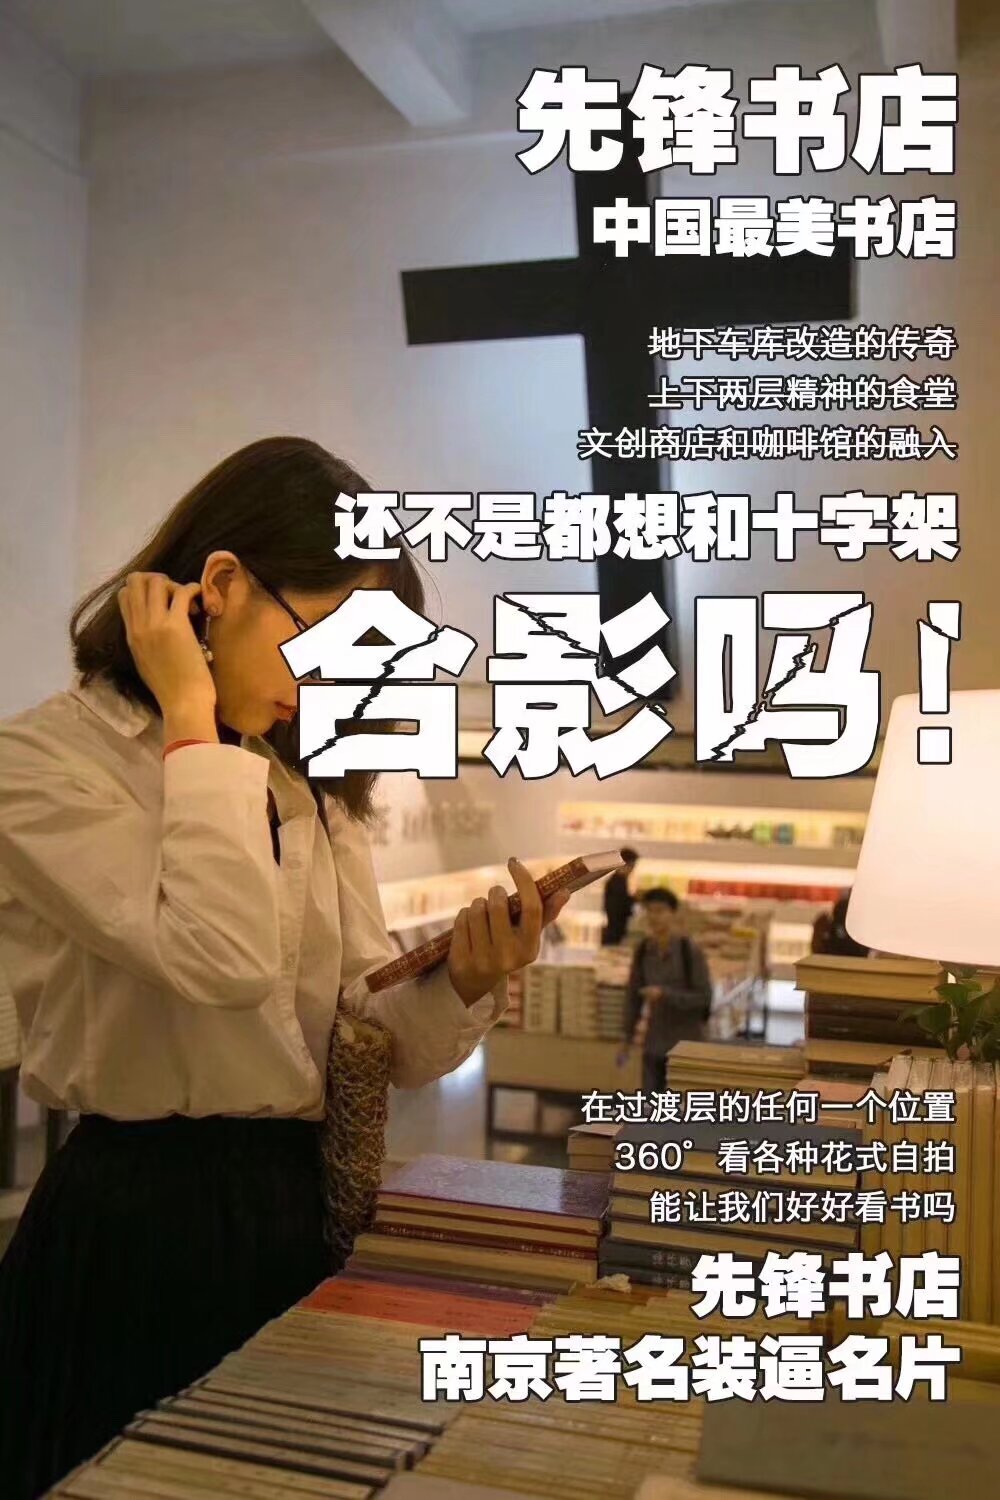 先锋书店
中国最美书店
地下车库改造的传奇
上下两层精神的食堂
文创商店和咖啡馆的融入
还不是都想和十字架
合影吗！
在过渡层的任何一个位置
360°看各种花式自拍
能让我们好好看书吗
先锋书店
南京著名装逼名片